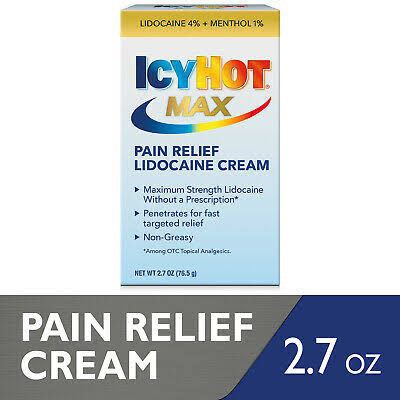 LIDOCAINE 4% + MENTHOL 1%
ICYHOT®
MAX
PAIN RELIEF
LIDOCAINE CREAM
Maximum Strength Lidocaine
Without a Prescription*
Penetrates for fast
targeted relief
Non-Greasy
*Among OTC Topical Analgesics.
NET WT 2.7 OZ (76.5 g)
PAIN RELIEF
CREAM
2.7 OZ